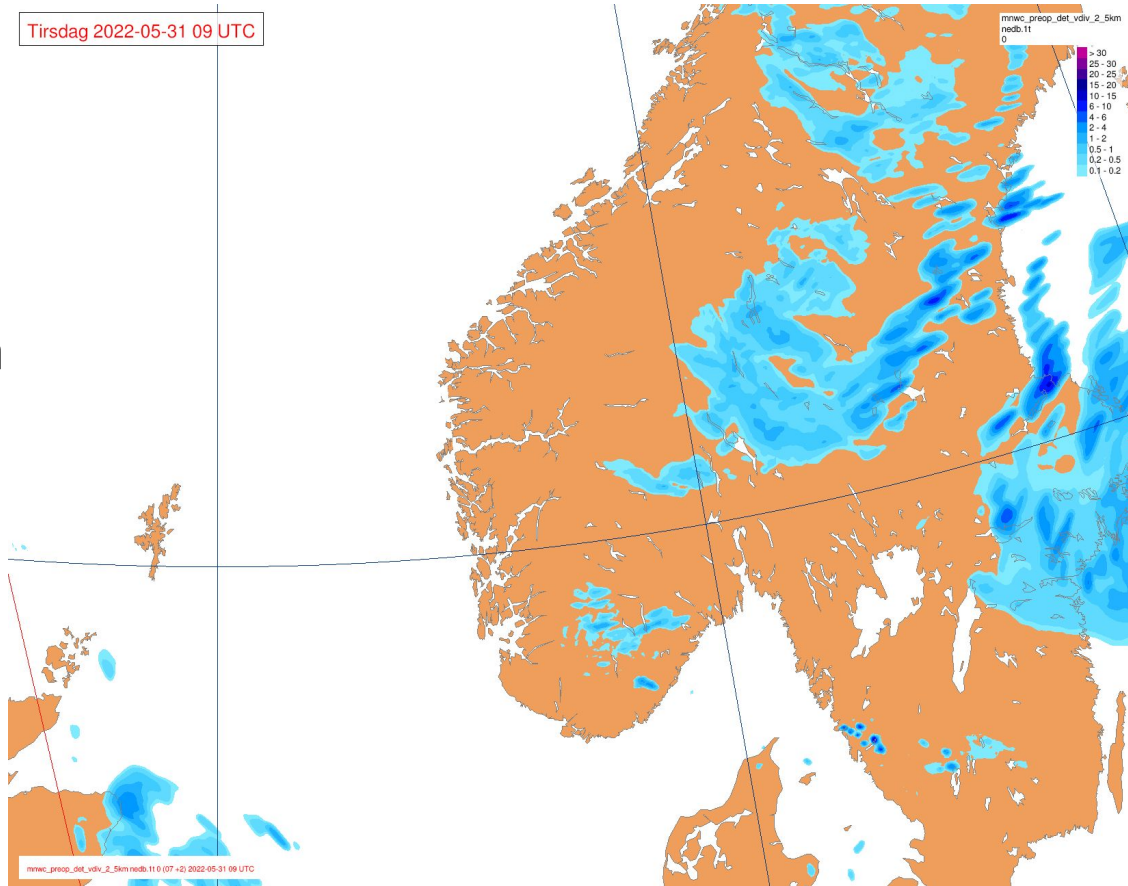 Tirsdag 2022-05-31 09 UTC
mnwc_preop_det_vdiv_2_5km
nedb.1t
0
> 30
25 - 30
20 - 25
15 - 20
10 - 15
6 - 10
4 - 6
2 - 4
1 - 2
0.5 - 1
0.2 - 0.5
0.1 - 0.2
mnwc_preop_det_vdiv_2_5km nedb.1t 0 (07 +2) 2022-05-31 09 UTC